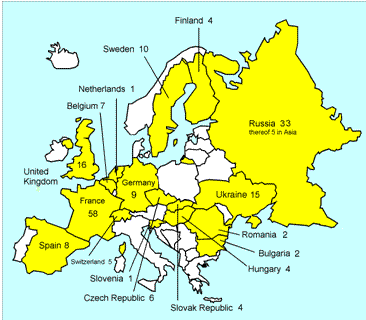 Finland 4
Sweden 10
Netherlands 1
Belgium 7
Russia 33
thereof 5 in Asia
16
United
Kingdom
Germany
9
France
58
Ukraine 15
Spain 8
Switzerland 5
Romania 2
Bulgaria 2
Slovenia 1
Hungary 4
Czech Republic 6
Slovak Republic 4